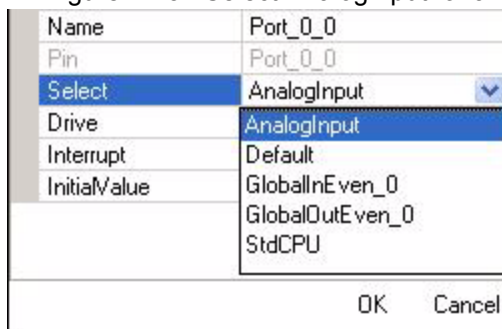 Name Port_0_0
Pin Port_0_0
Select AnalogInput
Drive AnalogInput
Interrupt Default
InitialValue GlobalInEven_0
GlobalOutEven_0
StdCPU
OK Cancel